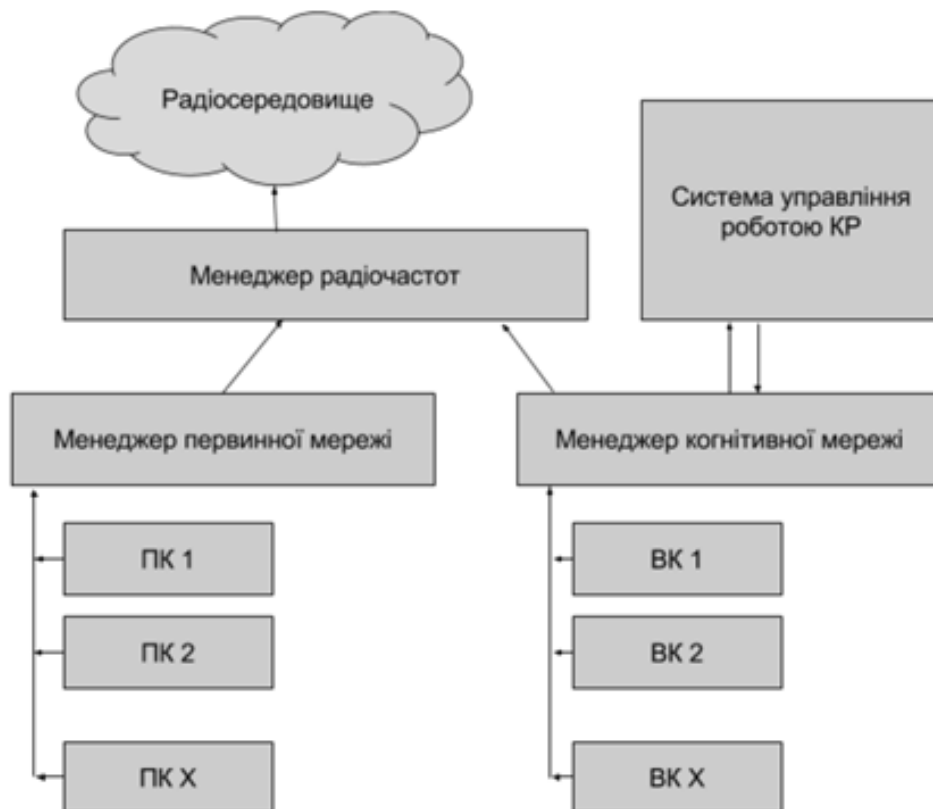 Радіосередовище
Система управління
роботою КР
Менеджер радіочастот
Менеджер первинної мережі
Менеджер когнітивної мережі
ПК 1
ПК 2
ПК Х
ВК 1
ВК 2
ВК Х